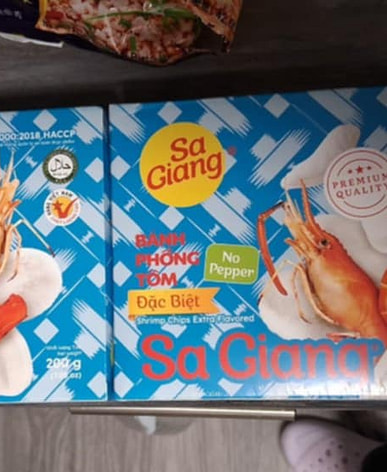 000:2018 HACCP
Sa
Giang
PREMIUM
QUALITY
BÁNH
PHỒNG
TÔM
No
Pepper
Đặc Biệt
Shrimp Chips Extra Flavored
Sa Giang
200 g